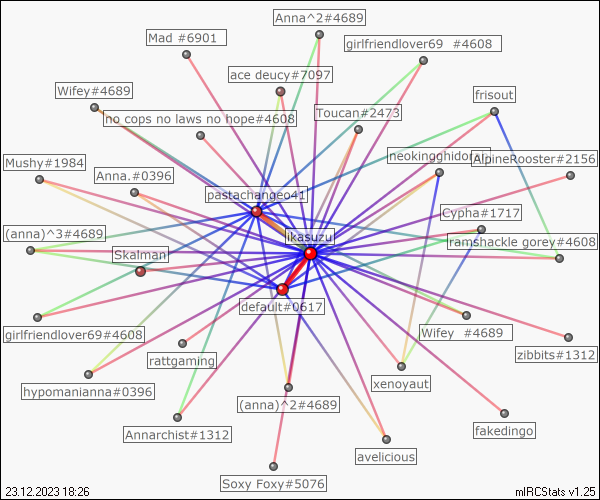 Anna^2#4689
Mad #6901
girlfriendlover69 #4608
ace deucy#7097
Wifey#4689
frisout
no cops no laws no hope#4608
Toucan#2473
Mushy#1984
neokingghidorah
AlpineRooster#2156
Anna.#0396
pastachange041
Cypha#1717
(anna)^3#4689
ikasuzu
ramshackle gorey#4608
Skalman
default#0617
girlfriendlover69#4608
Wifey #4689
rattgaming
zibbits#1312
hypomanianna#0396
xenoyaut
(anna)^2#4689
Annarchist#1312
fakedingo
avelicious
Soxy Foxy#5076
23.12.2023 18:26
mIRCStats v1.25